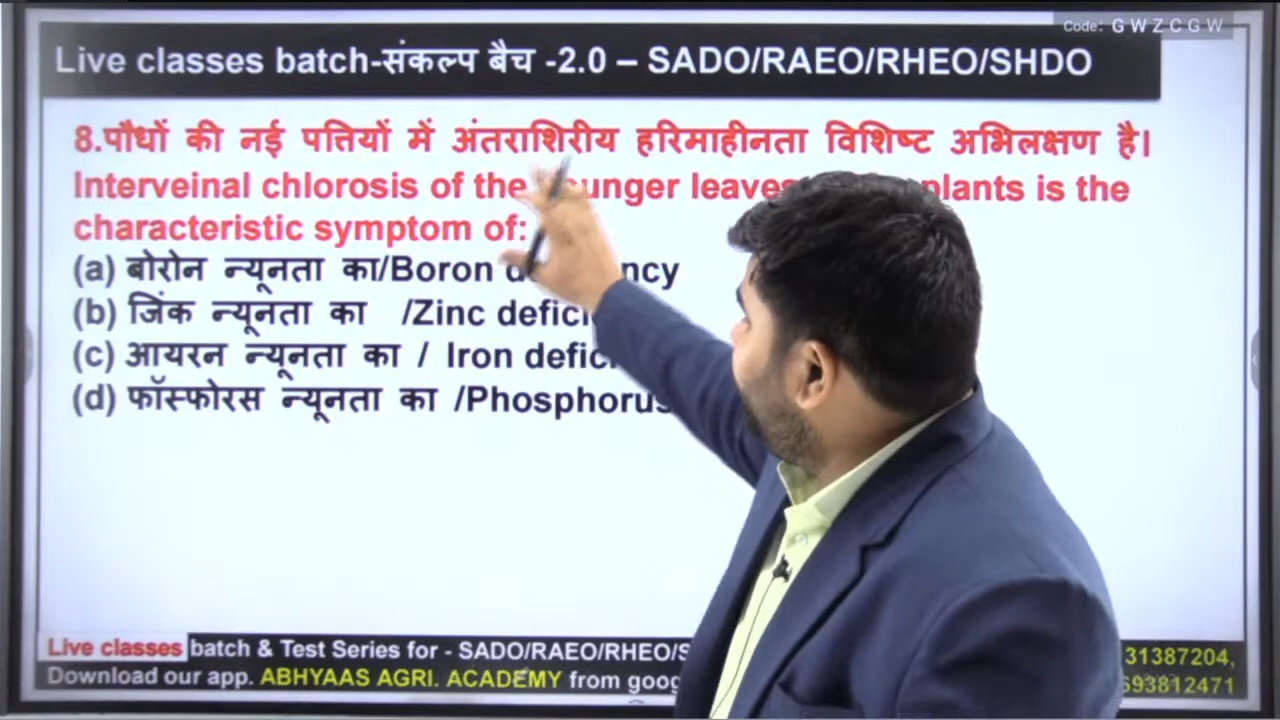 Code: G W Z C G W
Live classes batch-संकल्प बैच -2.0 – SADO/RAEO/RHEO/SHDO
8.पौधों की नई पत्तियों में अंतराशिरीय हरिमाहीनता विशिष्ट अभिलक्षण है।
Interveinal chlorosis of the leaves plants is the
characteristic symptom of:
(a) बोरोन न्यूनता का/Boron
(b) जिंक न्यूनता का /Zinc
(c) आयरन न्यूनता का / Iron
(d) फॉस्फोरस न्यूनता का /Phosphorus
Live classes batch & Test Series for - SADO/RAEO/RHEO/S 31387204,
Download our app. ABHYAAS AGRI. ACADEMY from goog 693812471